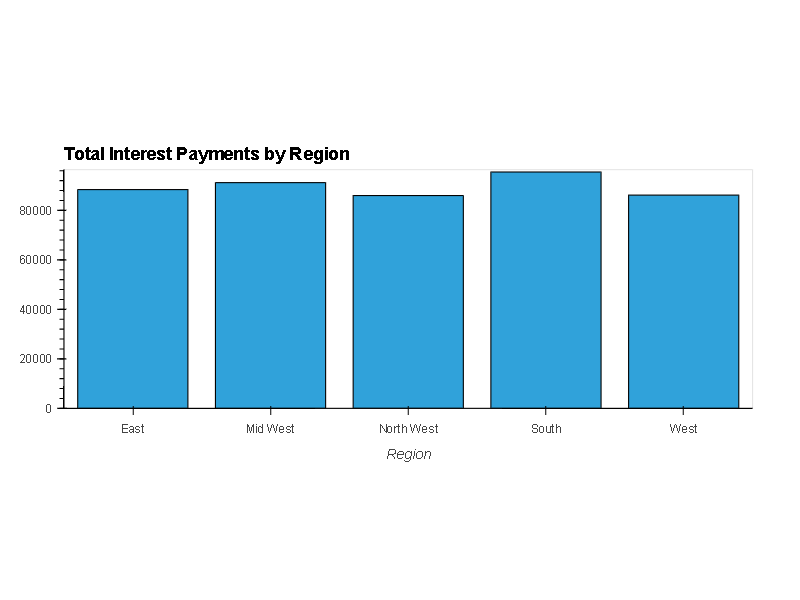 Total Interest Payments by Region
80000
60000
40000
20000
0
East Mid West North West South West
Region